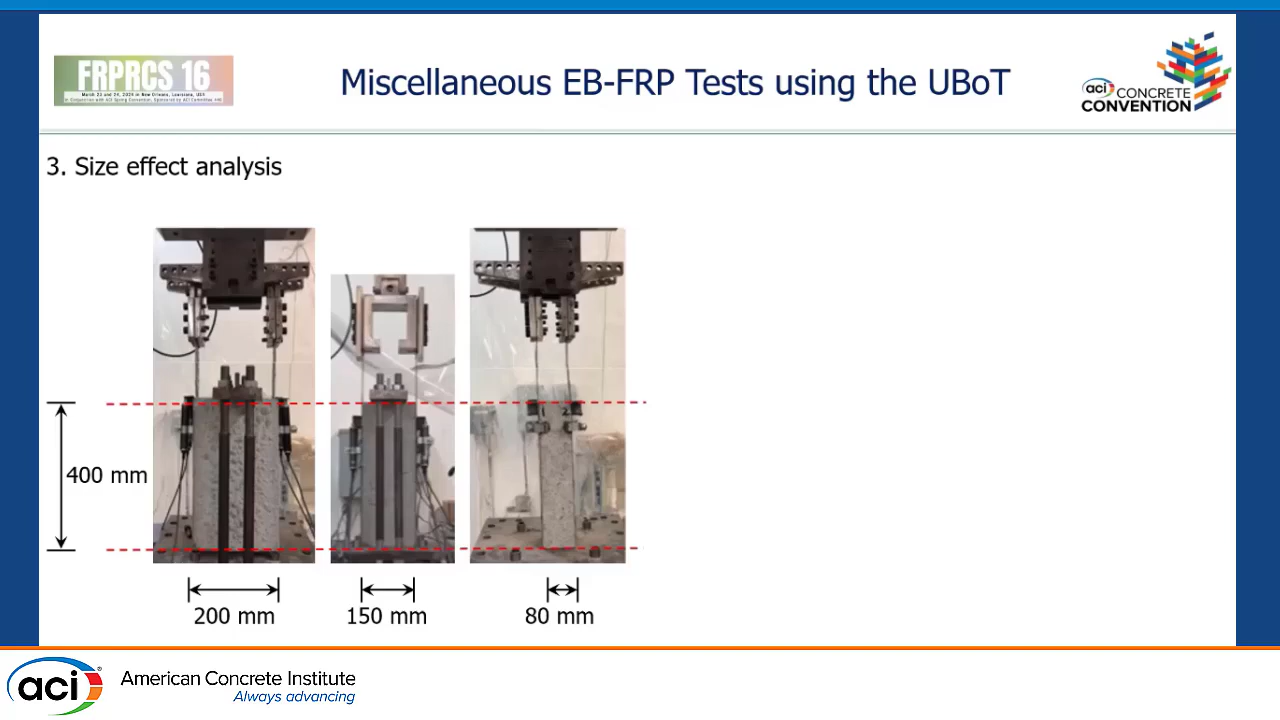 FRPRCS 16
Miscellaneous EB-FRP Tests using the UBoT
aci CONCRETE
CONVENTION
3. Size effect analysis
400 mm
200 mm
150 mm
80 mm
aci
American Concrete Institute
Always advancing